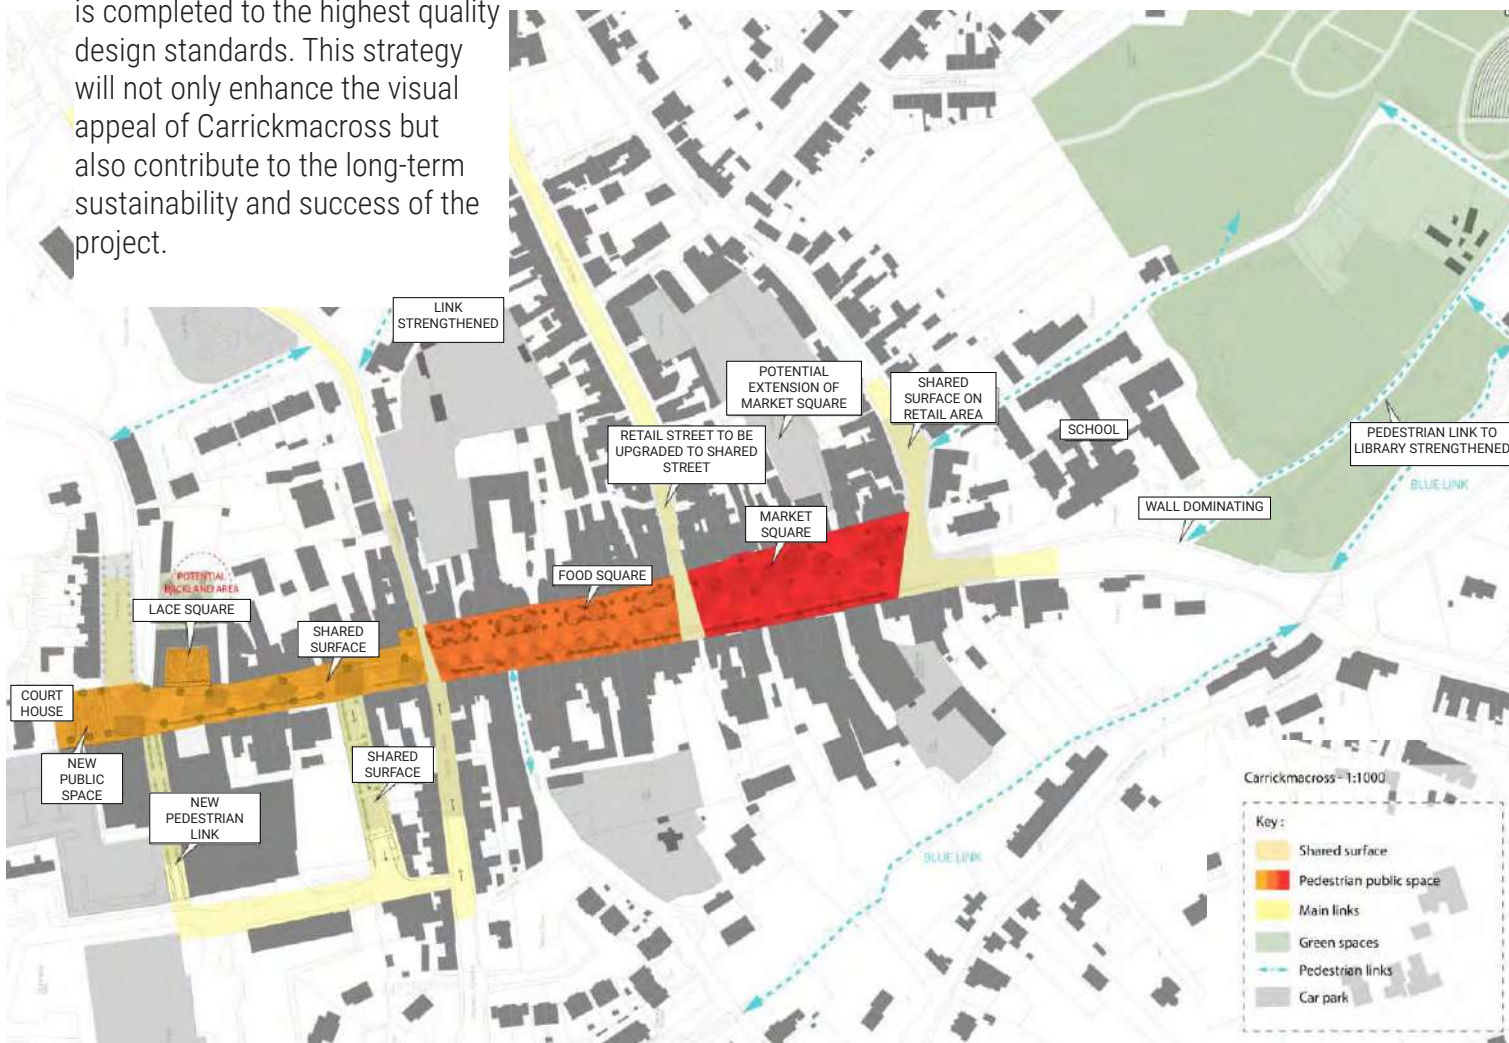 is completed to the highest quality
design standards. This strategy
will not only enhance the visual
appeal of Carrickmacross but
also contribute to the long-term
sustainability and success of the
project.
LINK
STRENGTHENED
POTENTIAL
EXTENSION OF
MARKET SQUARE
SHARED
SURFACE ON
RETAIL AREA
SCHOOL
RETAIL STREET TO BE
UPGRADED TO SHARED
STREET
PEDESTRIAN LINK TO
LIBRARY STRENGTHENED
BLUE LINK
WALL DOMINATING
MARKET
SQUARE
FOOD SQUARE
POTENTIAL
BACKLAND AREA
LACE SQUARE
SHARED
SURFACE
COURT
HOUSE
NEW
PUBLIC
SPACE
SHARED
SURFACE
NEW
PEDESTRIAN
LINK
BLUE LINK
Carrickmacross - 1:1000
Key :
Shared surface
Pedestrian public space
Main links
Green spaces
Pedestrian links
Car park